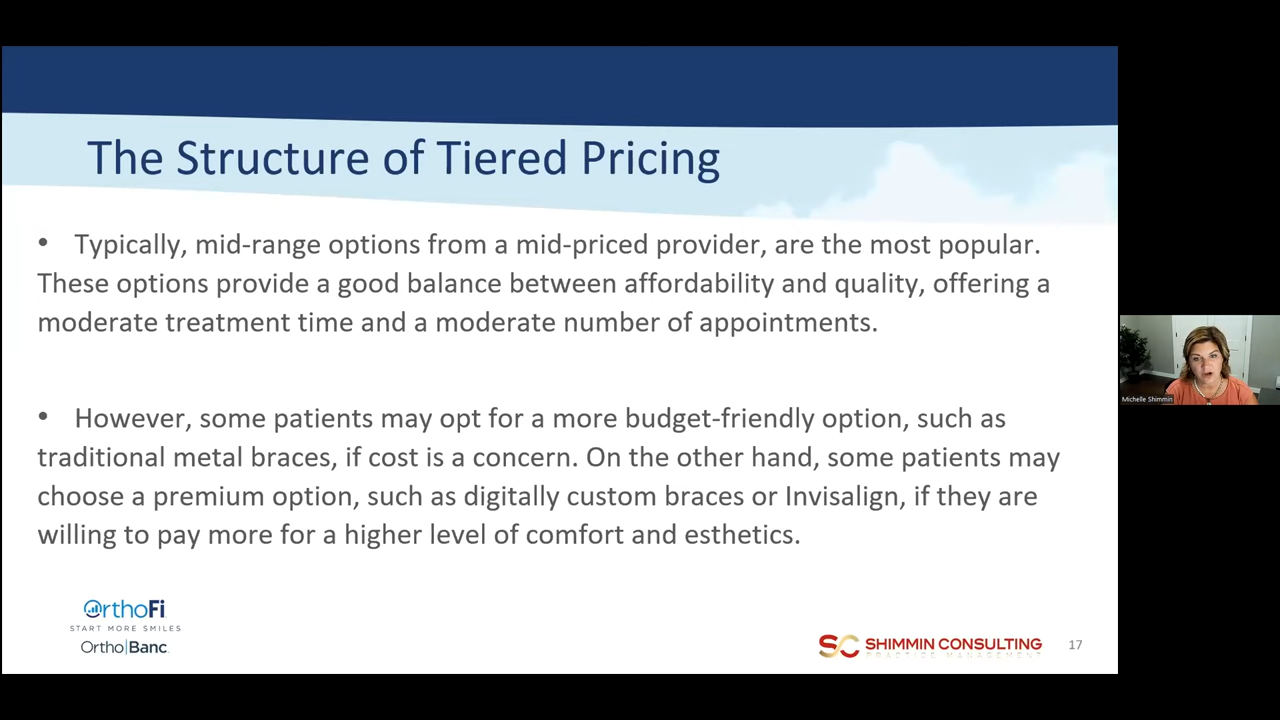 The Structure of Tiered Pricing
• Typically, mid-range options from a mid-priced provider, are the most popular.
These options provide a good balance between affordability and quality, offering a
moderate treatment time and a moderate number of appointments.
• However, some patients may opt for a more budget-friendly option, such as
traditional metal braces, if cost is a concern. On the other hand, some patients may
choose a premium option, such as digitally custom braces or Invisalign, if they are
willing to pay more for a higher level of comfort and esthetics.
OrthoFi
START MORE SMILES
Ortho|Banc
SC SHIMMIN CONSULTING
PRACTICE MANAGEMENT
17
Michelle Shimmin